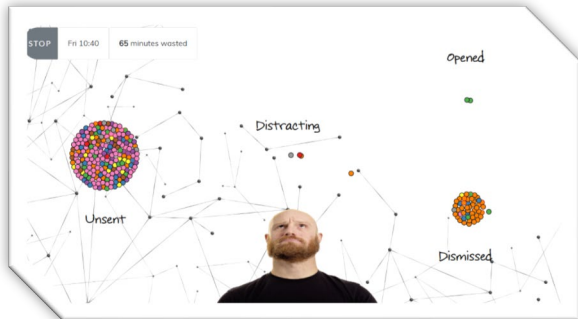 STOP Fri 10:40 65 minutes wasted
Opened
Distracting
Unsent
Dismissed